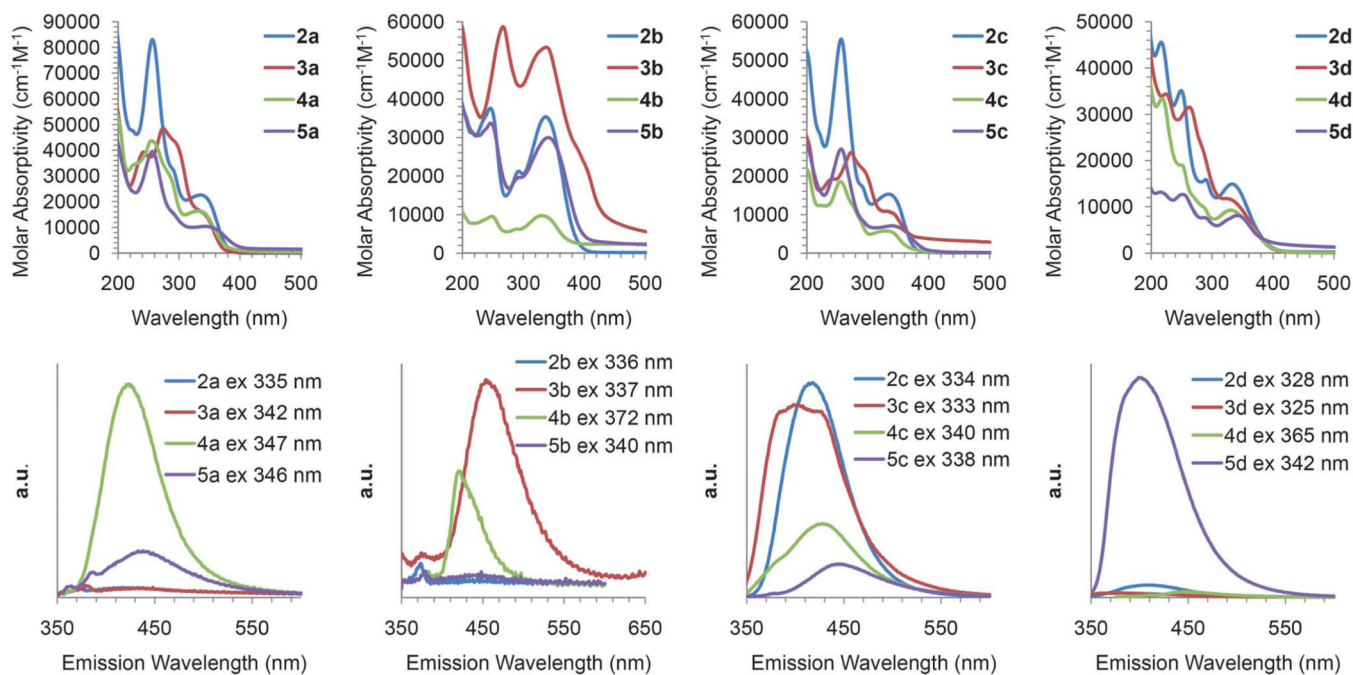 Molar Absorptivity (cm-1M-1)
90000
80000
70000
60000
50000
40000
30000
20000
10000
0
200 300 400 500
Wavelength (nm)
2a
3a
4a
5a
Molar Absorptivity (cm-1M-1)
60000
50000
40000
30000
20000
10000
0
200 300 400 500
Wavelength (nm)
2b
3b
4b
5b
Molar Absorptivity (cm-1M-1)
60000
50000
40000
30000
20000
10000
0
200 300 400 500
Wavelength (nm)
2c
3c
4c
5c
Molar Absorptivity (cm-1M-1)
50000
40000
30000
20000
10000
0
200 300 400 500
Wavelength (nm)
2d
3d
4d
5d
a.u.
2a ex 335 nm
3a ex 342 nm
4a ex 347 nm
5a ex 346 nm
350 450 550
Emission Wavelength (nm)
a.u.
2b ex 336 nm
3b ex 337 nm
4b ex 372 nm
5b ex 340 nm
350 450 550 650
Emission Wavelength (nm)
a.u.
2c ex 334 nm
3c ex 333 nm
4c ex 340 nm
5c ex 338 nm
350 450 550
Emission Wavelength (nm)
a.u.
2d ex 328 nm
3d ex 325 nm
4d ex 365 nm
5d ex 342 nm
350 450 550
Emission Wavelength (nm)